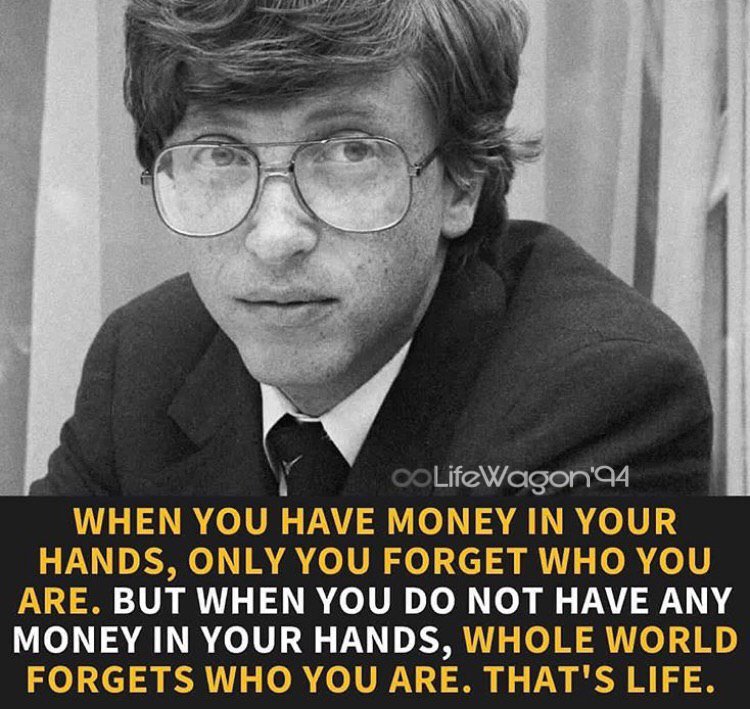 ∞LifeWagon'94
WHEN YOU HAVE MONEY IN YOUR
HANDS, ONLY YOU FORGET WHO YOU
ARE. BUT WHEN YOU DO NOT HAVE ANY
MONEY IN YOUR HANDS, WHOLE WORLD
FORGETS WHO YOU ARE. THAT'S LIFE.